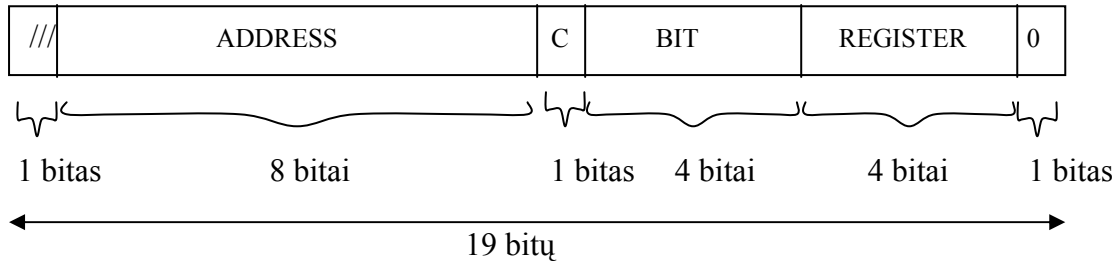 /// ADDRESS C BIT REGISTER 0
1 bitas 8 bitai 1 bitas 4 bitai 4 bitai 1 bitas
19 bitų